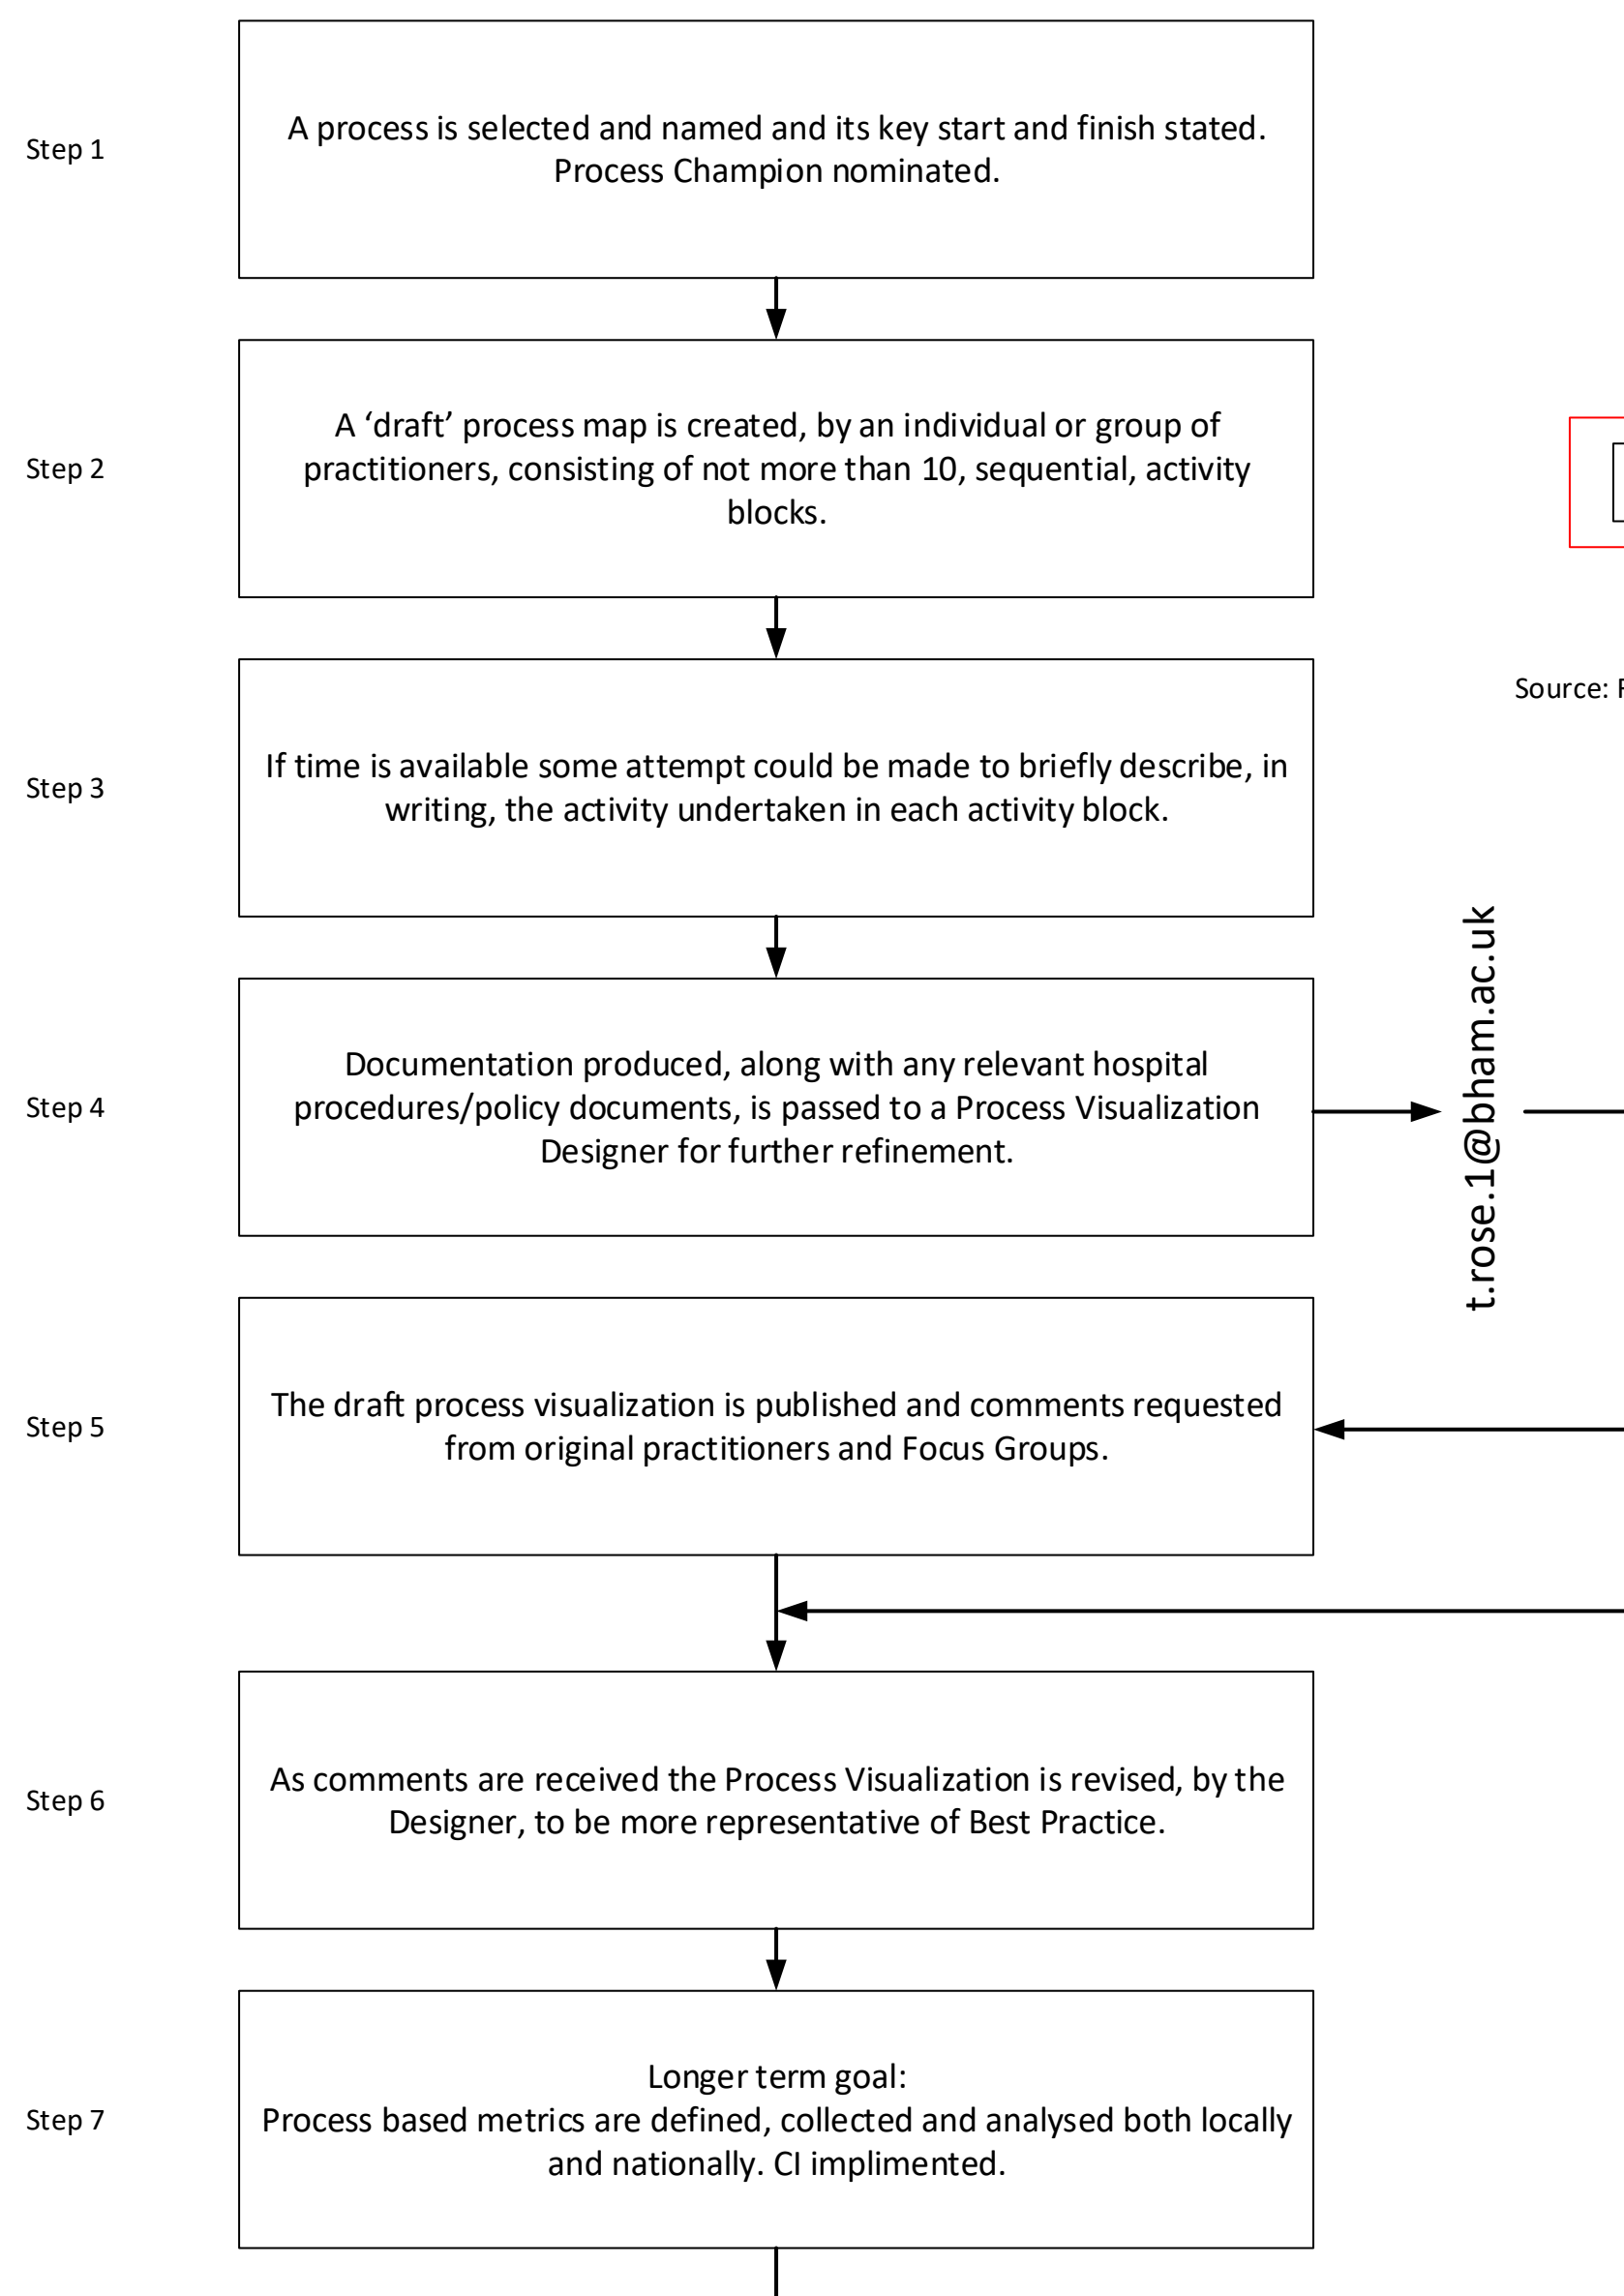 Step 1
A process is selected and named and its key start and finish stated.
Process Champion nominated.
Step 2
A ‘draft’ process map is created, by an individual or group of
practitioners, consisting of not more than 10, sequential, activity
blocks.
Source:
Step 3
If time is available some attempt could be made to briefly describe, in
writing, the activity undertaken in each activity block.
Step 4
Documentation produced, along with any relevant hospital
procedures/policy documents, is passed to a Process Visualization
Designer for further refinement.
t.rose.1@bham.ac.uk
Step 5
The draft process visualization is published and comments requested
from original practitioners and Focus Groups.
Step 6
As comments are received the Process Visualization is revised, by the
Designer, to be more representative of Best Practice.
Step 7
Longer term goal:
Process based metrics are defined, collected and analysed both locally
and nationally. CI implimented.